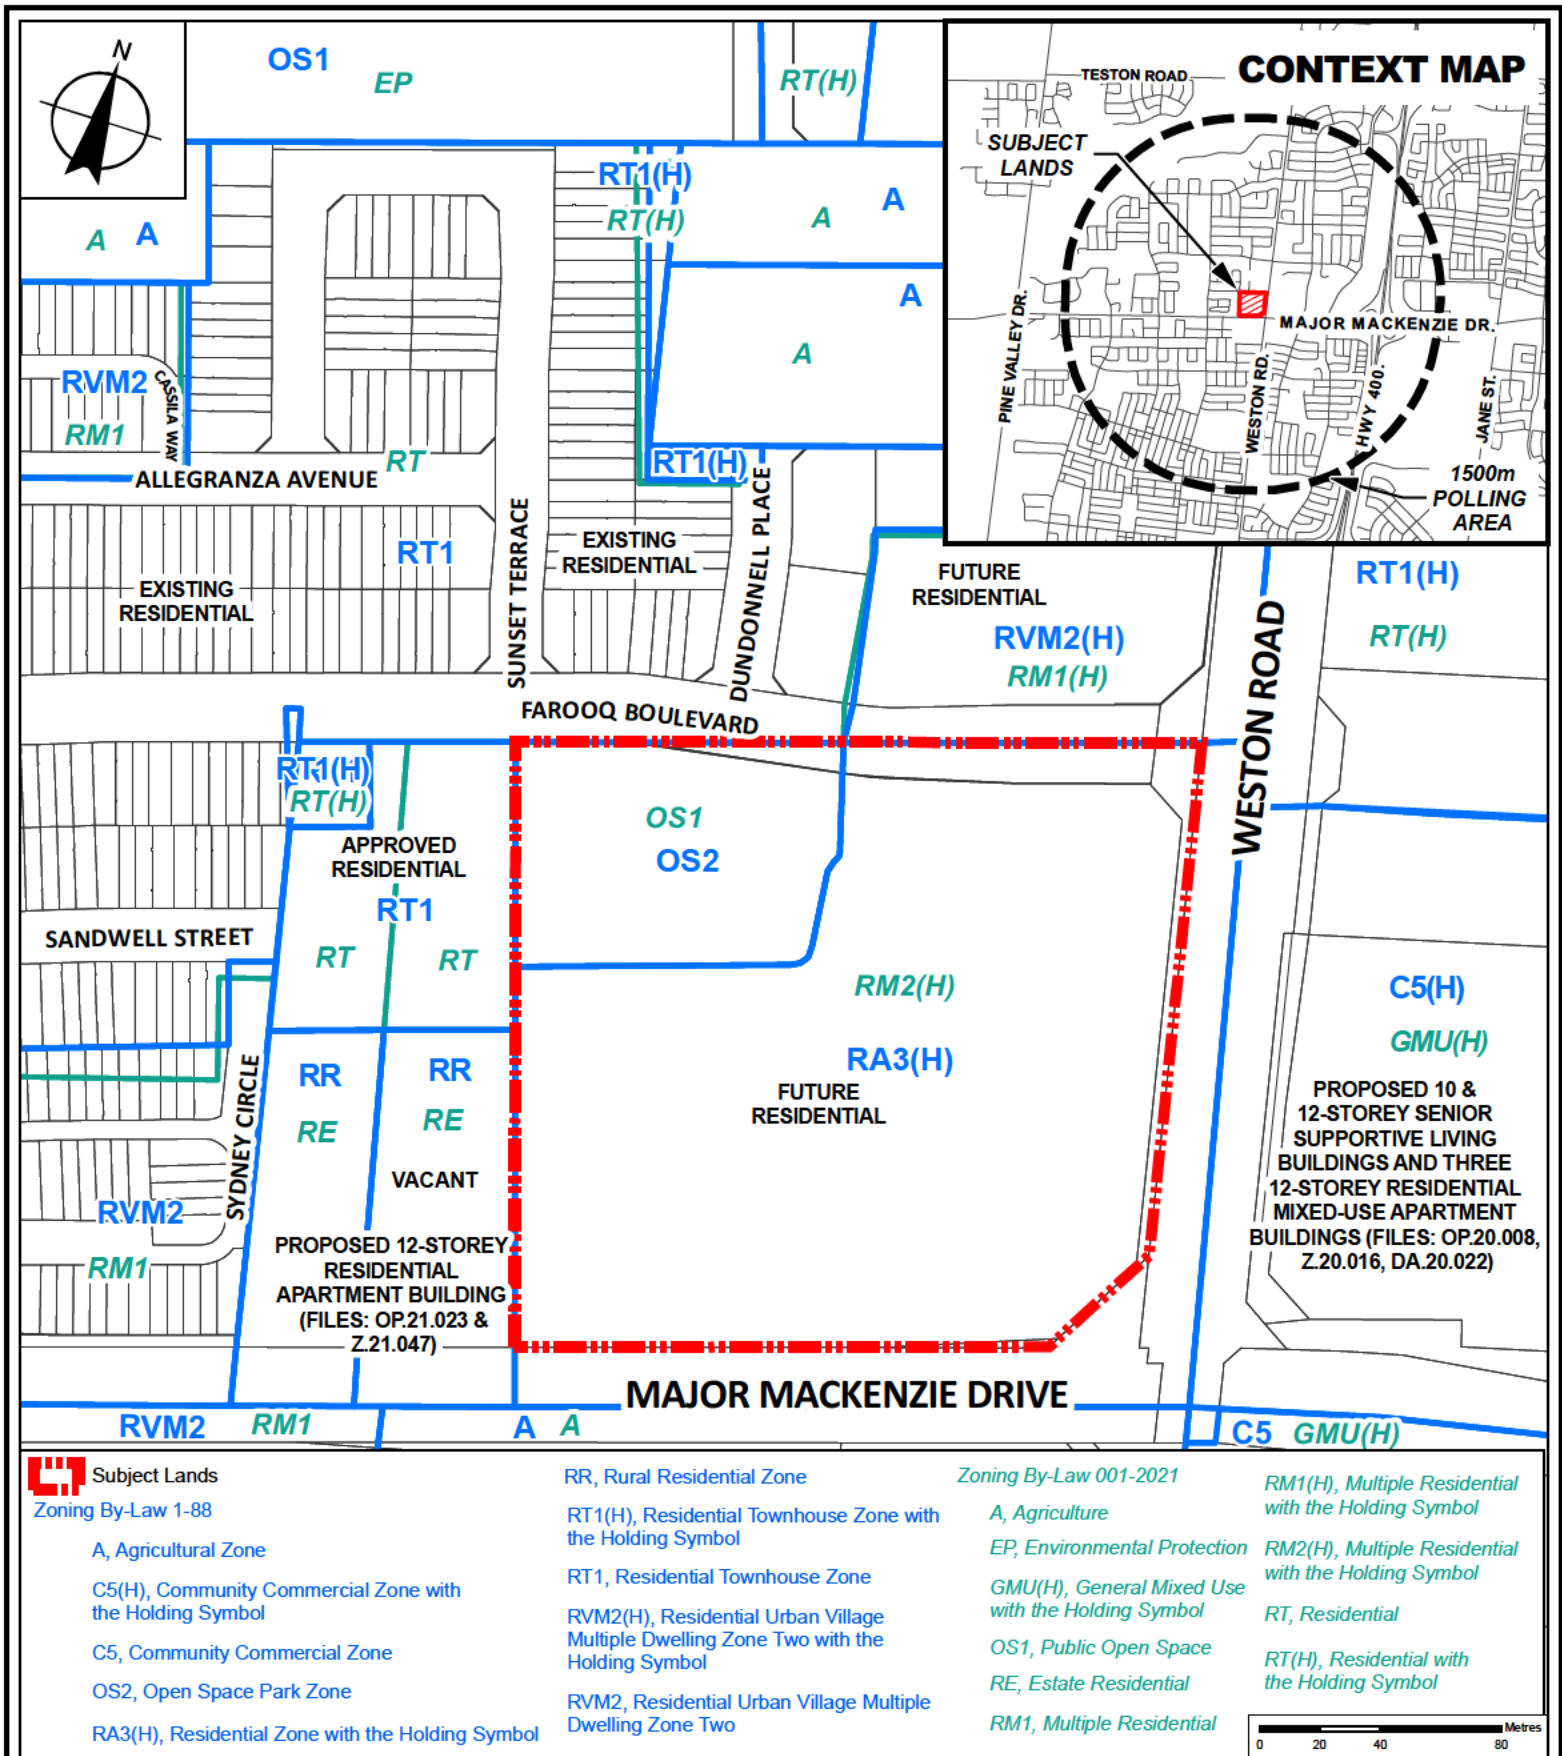 N
OS1
EP
RT(H)
CONTEXT MAP
TESTON ROAD
SUBJECT
LANDS
MAJOR MACKENZIE DR.
PINE VALLEY DR.
WESTON RD.
HWY 400.
JANE ST.
1500m
POLLING
AREA
A
A
RT1(H)
RT(H)
A
A
A
A
RVM2
RM1
CASSILA WAY
RT
ALLEGRANZA AVENUE
RT1(H)
RT1
EXISTING
RESIDENTIAL
EXISTING
RESIDENTIAL
SUNSET TERRACE
DUNDONNELL PLACE
FUTURE
RESIDENTIAL
RVM2(H)
RM1(H)
RT1(H)
RT(H)
WESTON ROAD
FAROOQ BOULEVARD
RT1(H)
RT(H)
APPROVED
RESIDENTIAL
RT1
RT
RT
OS1
OS2
SANDWELL STREET
RM2(H)
RA3(H)
FUTURE
RESIDENTIAL
C5(H)
GMU(H)
PROPOSED 10 &
12-STOREY SENIOR
SUPPORTIVE LIVING
BUILDINGS AND THREE
12-STOREY RESIDENTIAL
MIXED-USE APARTMENT
BUILDINGS (FILES: OP.20.008,
Z.20.016, DA.20.022)
SYDNEY CIRCLE
RR
RE
RR
RE
VACANT
RVM2
RM1
PROPOSED 12-STOREY
RESIDENTIAL
APARTMENT BUILDING
(FILES: OP.21.023 &
Z.21.047)
MAJOR MACKENZIE DRIVE
RVM2
RM1
A
A
C5
GMU(H)
Subject Lands
Zoning By-Law 1-88
A, Agricultural Zone
C5(H), Community Commercial Zone with
the Holding Symbol
C5, Community Commercial Zone
OS2, Open Space Park Zone
RA3(H), Residential Zone with the Holding Symbol
RR, Rural Residential Zone
RT1(H), Residential Townhouse Zone with
the Holding Symbol
RT1, Residential Townhouse Zone
RVM2(H), Residential Urban Village
Multiple Dwelling Zone Two with the
Holding Symbol
RVM2, Residential Urban Village Multiple
Dwelling Zone Two
Zoning By-Law 001-2021
A, Agriculture
EP, Environmental Protection
GMU(H), General Mixed Use
with the Holding Symbol
OS1, Public Open Space
RE, Estate Residential
RM1, Multiple Residential
RM1(H), Multiple Residential
with the Holding Symbol
RM2(H), Multiple Residential
with the Holding Symbol
RT, Residential
RT(H), Residential with
the Holding Symbol
Metres
0 20 40 80